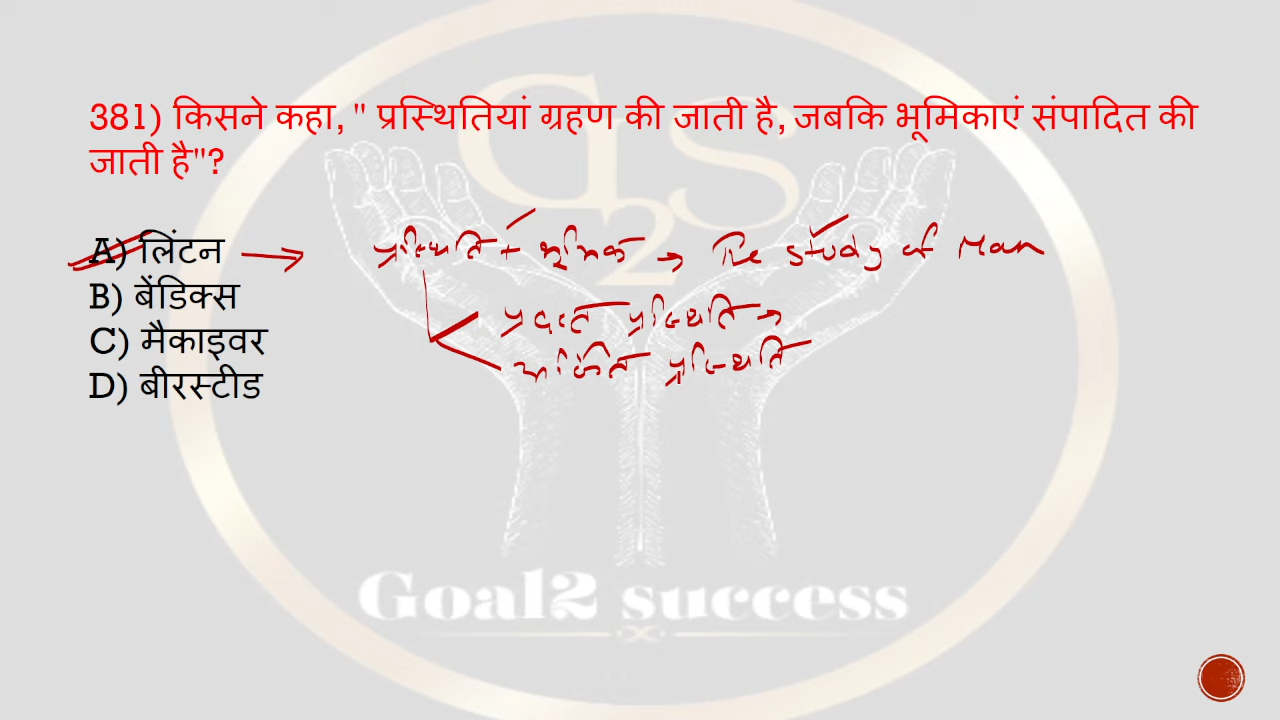 381) किसने कहा, " प्रस्थितियां ग्रहण की जाती है, जबकि भूमिकाएं संपादित की
जाती है"?
A) लिंटन → प्रस्थिति + भूमिका → The study of Man
B) बेंडिक्स
प्रदत्त प्रस्थिति →
C) मैकाइवर
अर्जित प्रस्थिति
D) बीरस्टीड
G2S
Goal2 success